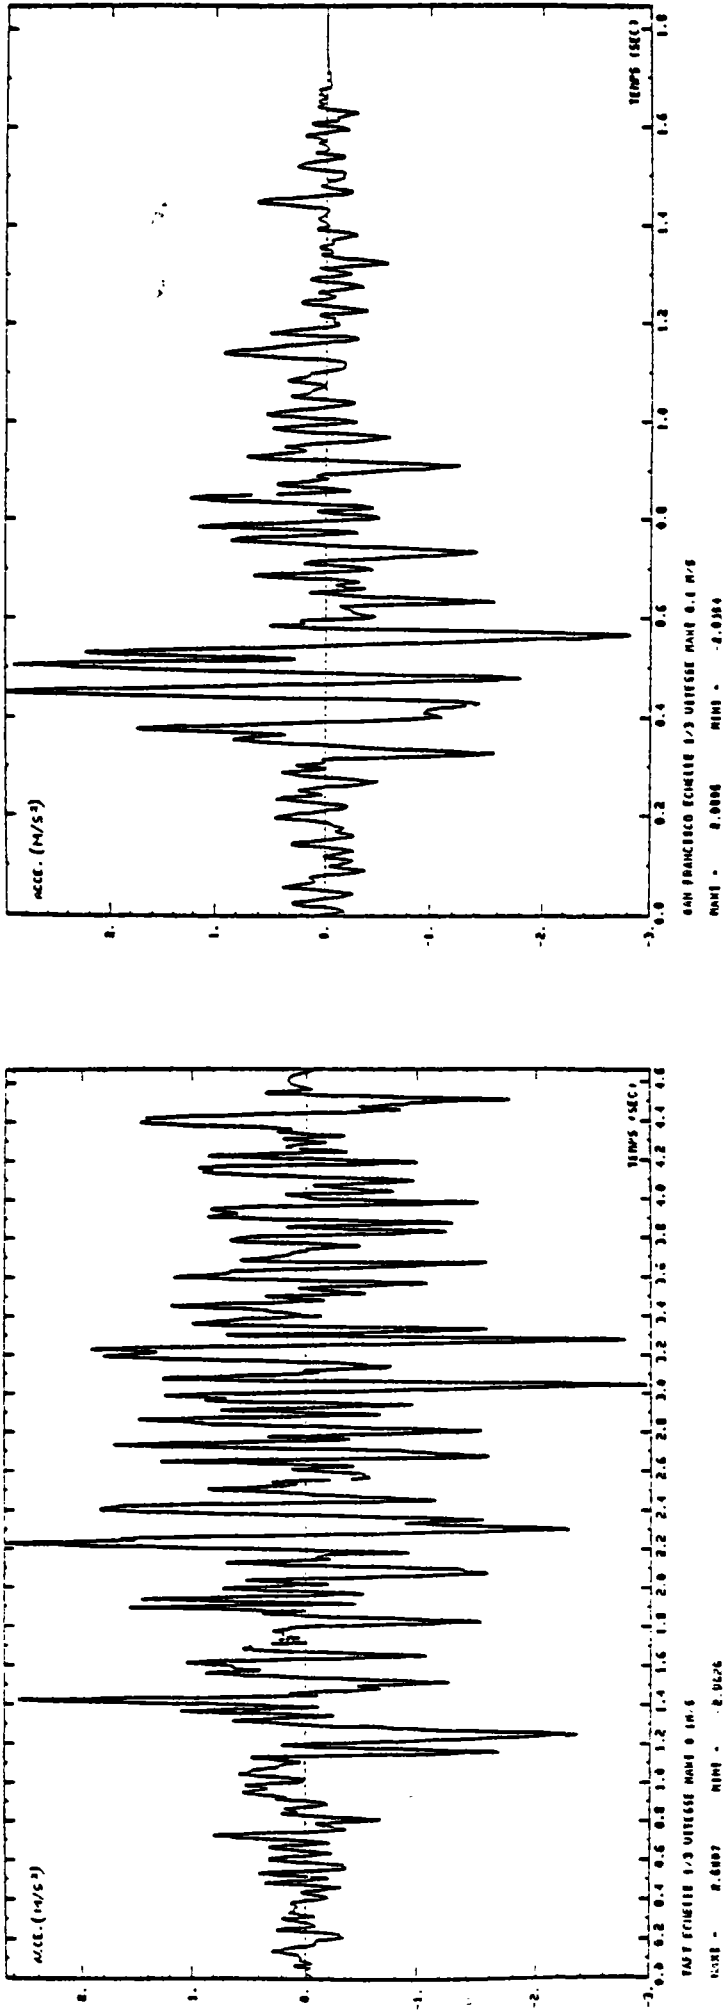 ACCE. (M/S²)
2.
1.
0.
-1.
-2.
-3.
0.0 0.2 0.4 0.6 0.8 1.0 1.2 1.4 1.6 1.8
TEMPS (SEC)
SAN FRANCISCO ECHELLE 1/3 VITESSE MAXI 0.1 M/S
MAXI = MINI =
ACCE. (M/S²)
2.
1.
0.
-1.
-2.
-3.
0.0 0.2 0.4 0.6 0.8 1.0 1.2 1.4 1.6 1.8 2.0 2.2 2.4 2.6 2.8 3.0 3.2 3.4 3.6 3.8 4.0 4.2 4.4 4.6
TEMPS (SEC)
TAFT ECHELLE 1/3 VITESSE MAXI
MAXI = MINI =